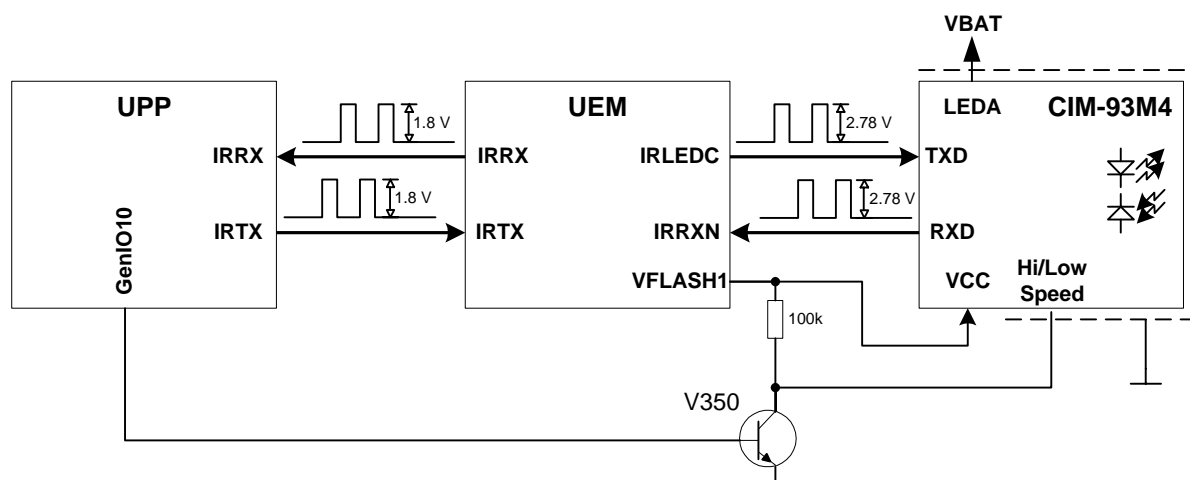 VBAT
UPP
UEM
LEDA
CIM-93M4
1.8 V
2.78 V
IRRX
IRRX
IRLEDC
TXD
1.8 V
2.78 V
GenIO10
IRTX
IRTX
IRRXN
RXD
VFLASH1
VCC
Hi/Low
Speed
100k
V350